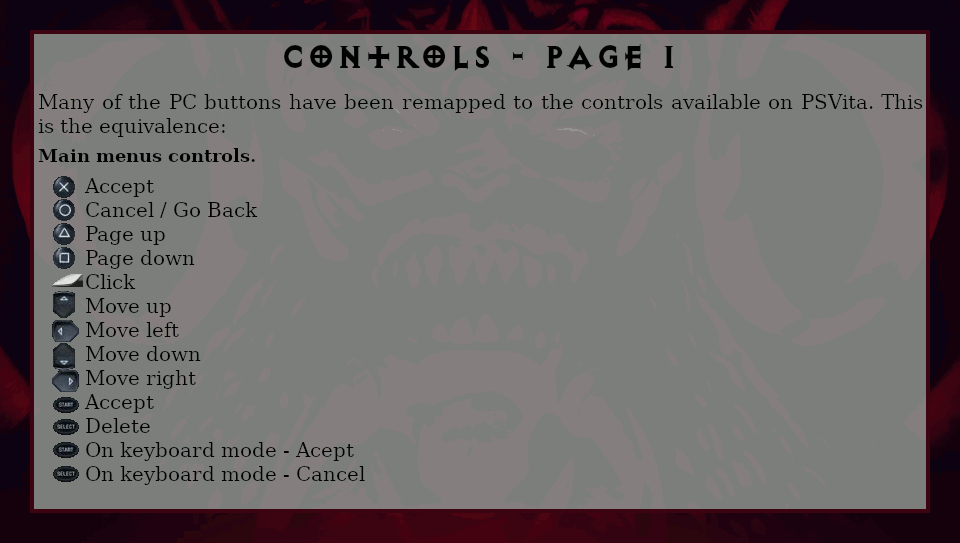 CONTROLS - PAGE I
Many of the PC buttons have been remapped to the controls available on PSVita. This
is the equivalence:
Main menus controls.
Accept
Cancel / Go Back
Page up
Page down
Click
Move up
Move left
Move down
Move right
START Accept
SELECT Delete
START On keyboard mode - Acept
SELECT On keyboard mode - Cancel